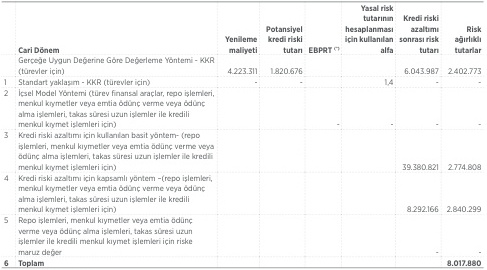 Cari Dönem Yenileme maliyeti Potansiyel kredi riski tutarı EBPRT (*) Yasal risk tutarının hesaplanması için kullanılan alfa Kredi riski azaltımı sonrası risk tutarı Risk ağırlıklı tutarlar
Gerçeğe Uygun Değerine Göre Değerleme Yöntemi - KKR
(türevler için) 4.223.311 1.820.676 6.043.987 2.402.773
1 Standart yaklaşım - KKR (türevler için) - - 1,4 - -
2 İçsel Model Yöntemi (türev finansal araçlar, repo işlemleri,
menkul kıymetler veya emtia ödünç verme veya ödünç
alma işlemleri, takas süresi uzun işlemler ile kredili
menkul kıymet işlemleri için) - - - -
3 Kredi riski azaltımı için kullanılan basit yöntem- (repo
işlemleri, menkul kıymetler veya emtia ödünç verme veya
ödünç alma işlemleri, takas süresi uzun işlemler ile kredili
menkul kıymet işlemleri için) 39.380.821 2.774.808
4 Kredi riski azaltımı için kapsamlı yöntem –(repo işlemleri,
menkul kıymetler veya emtia ödünç verme veya ödünç
alma işlemleri, takas süresi uzun işlemler ile kredili
menkul kıymet işlemleri için) 8.292.166 2.840.299
5 Repo işlemleri, menkul kıymetler veya emtia ödünç
verme veya ödünç alma işlemleri, takas süresi uzun
işlemler ile kredili menkul kıymet işlemleri için riske
maruz değer - -
6 Toplam 8.017.880